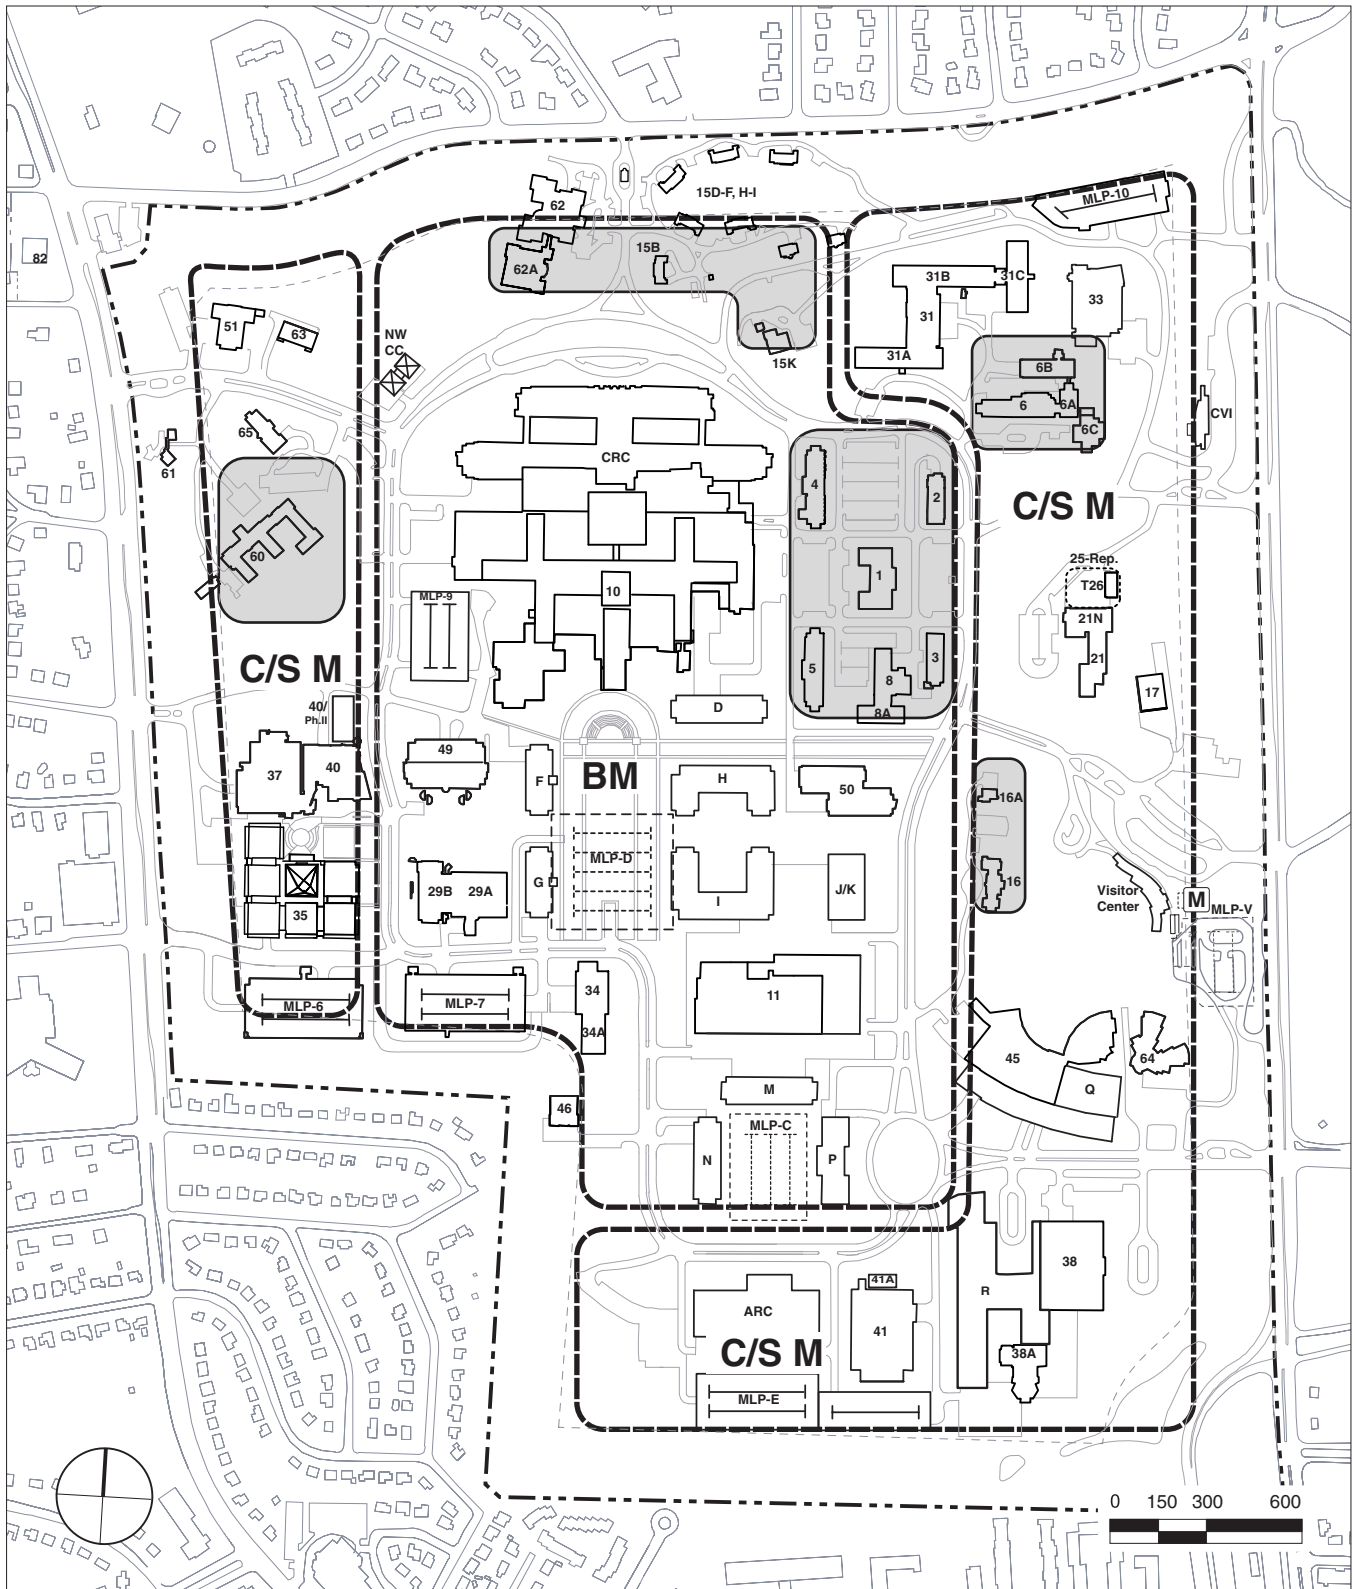 15D-F, H-I
MLP-10
62
15B
62A
82
31B
31C
33
51
63
31
NW
CC
31A
15K
6B
6
6A
6C
CVI
65
61
CRC
4
2
C/S M
60
25-Rep.
T26
1
10
MLP-9
21N
C/S M
5
3
8
21
17
40/
Ph.II
D
8A
49
37
40
F
BM
H
50
16A
MLP-D
29B
29A
G
I
J/K
16
Visitor
Center
M
MLP-V
35
34
11
MLP-6
MLP-7
34A
45
64
M
Q
46
MLP-C
N
P
38
R
41A
ARC
41
C/S M
38A
MLP-E
0 150 300 600